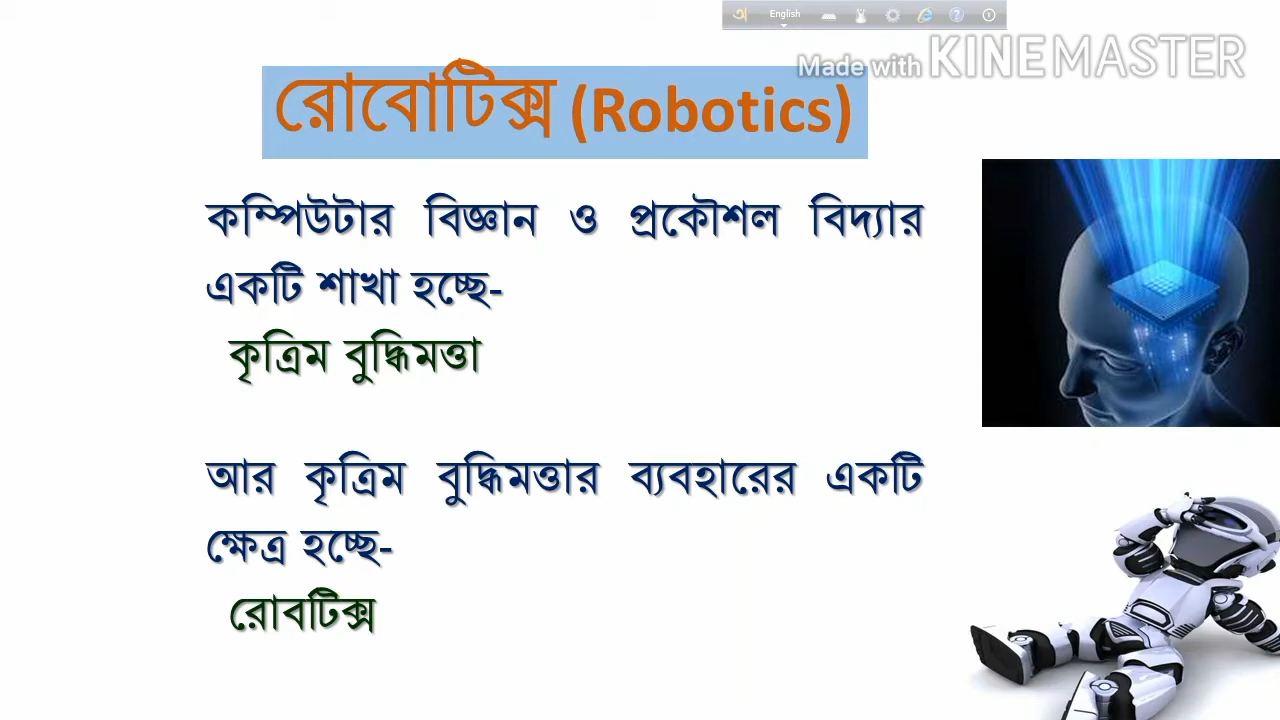 English
Made with KINEMASTER
রোবোটিক্স (Robotics)
কম্পিউটার বিজ্ঞান ও প্রকৌশল বিদ্যার
একটি শাখা হচ্ছে-
কৃত্রিম বুদ্ধিমত্তা
আর কৃত্রিম বুদ্ধিমত্তার ব্যবহারের একটি
ক্ষেত্র হচ্ছে-
রোবটিক্স